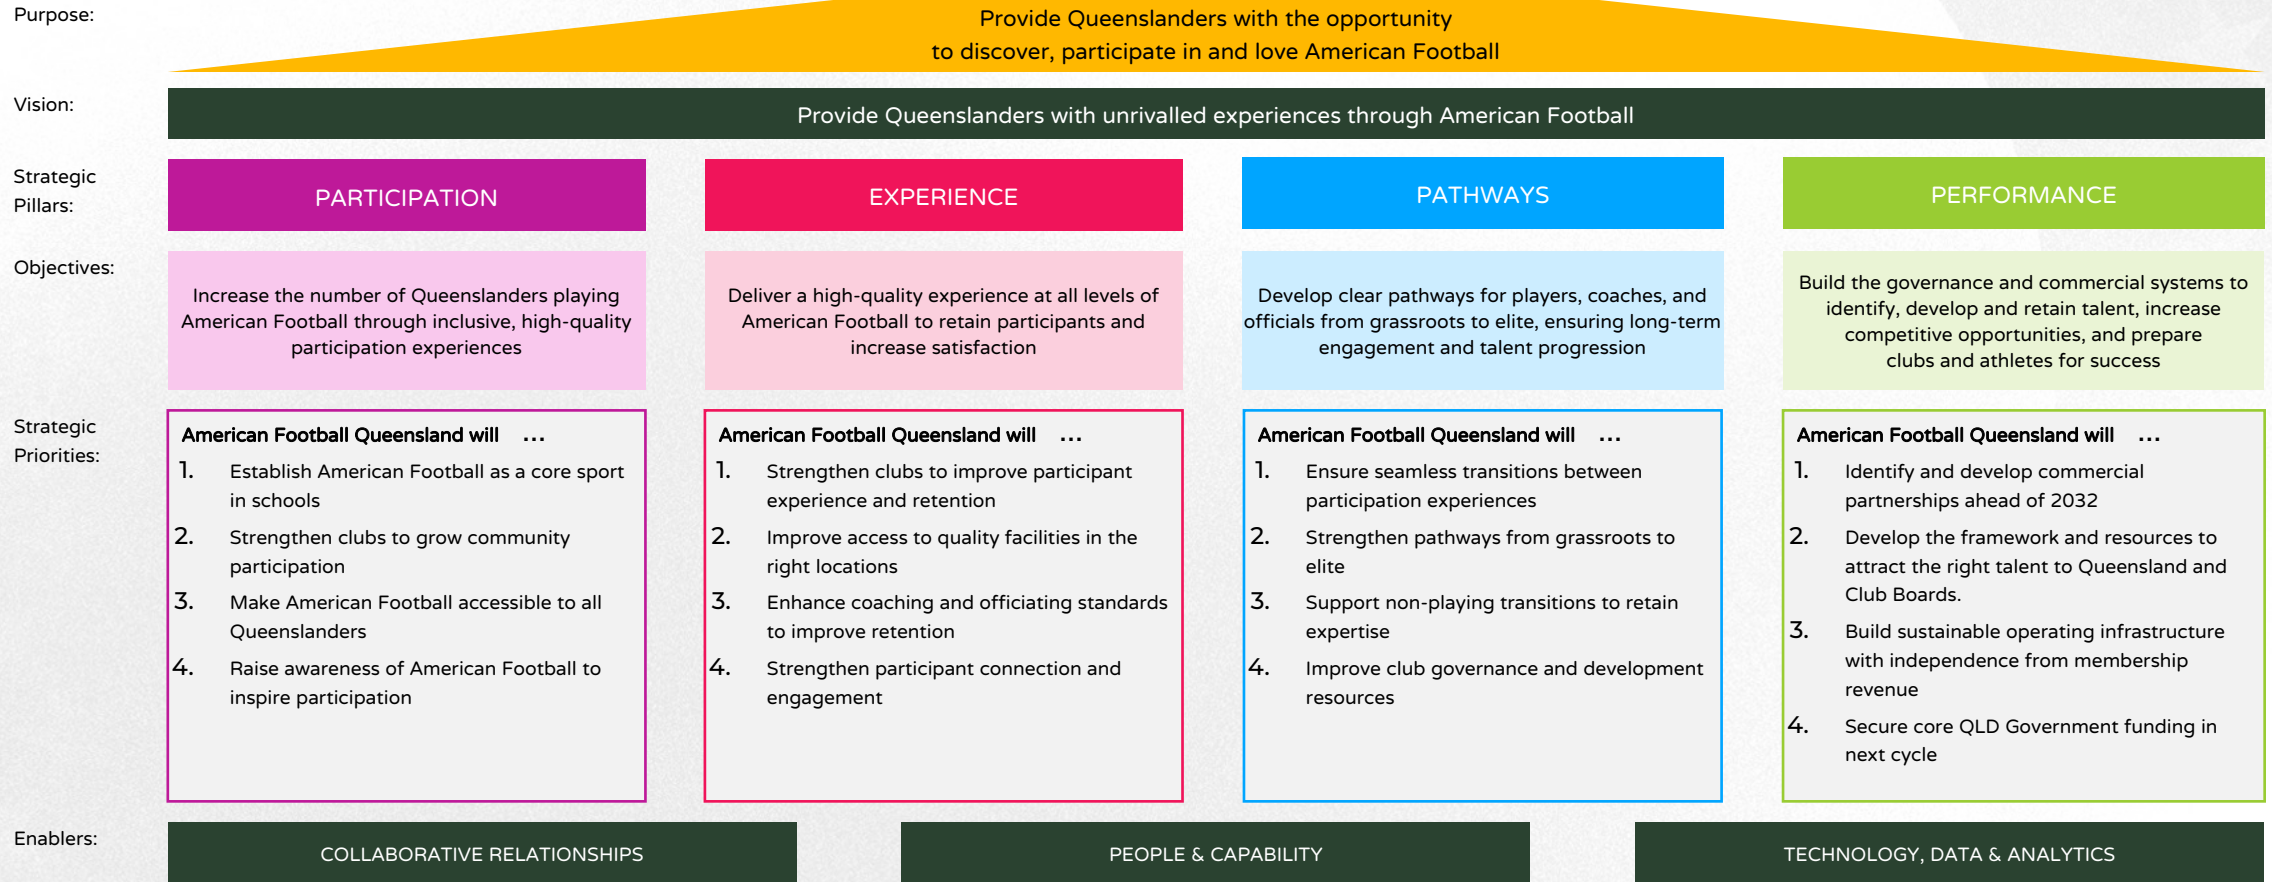 Purpose:
Provide Queenslanders with the opportunity
to discover, participate in and love American Football
Vision:
Provide Queenslanders with unrivalled experiences through American Football
Strategic
Pillars:
PARTICIPATION
EXPERIENCE
PATHWAYS
PERFORMANCE
Objectives:
Increase the number of Queenslanders playing
American Football through inclusive, high-quality
participation experiences
Deliver a high-quality experience at all levels of
American Football to retain participants and
increase satisfaction
Develop clear pathways for players, coaches, and
officials from grassroots to elite, ensuring long-term
engagement and talent progression
Build the governance and commercial systems to
identify, develop and retain talent, increase
competitive opportunities, and prepare
clubs and athletes for success
Strategic
Priorities:
American Football Queensland will ...
1. Establish American Football as a core sport
in schools
2. Strengthen clubs to grow community
participation
3. Make American Football accessible to all
Queenslanders
4. Raise awareness of American Football to
inspire participation
American Football Queensland will ...
1. Strengthen clubs to improve participant
experience and retention
2. Improve access to quality facilities in the
right locations
3. Enhance coaching and officiating standards
to improve retention
4. Strengthen participant connection and
engagement
American Football Queensland will ...
1. Ensure seamless transitions between
participation experiences
2. Strengthen pathways from grassroots to
elite
3. Support non-playing transitions to retain
expertise
4. Improve club governance and development
resources
American Football Queensland will ...
1. Identify and develop commercial
partnerships ahead of 2032
2. Develop the framework and resources to
attract the right talent to Queensland and
Club Boards.
3. Build sustainable operating infrastructure
with independence from membership
revenue
4. Secure core QLD Government funding in
next cycle
Enablers:
COLLABORATIVE RELATIONSHIPS
PEOPLE & CAPABILITY
TECHNOLOGY, DATA & ANALYTICS